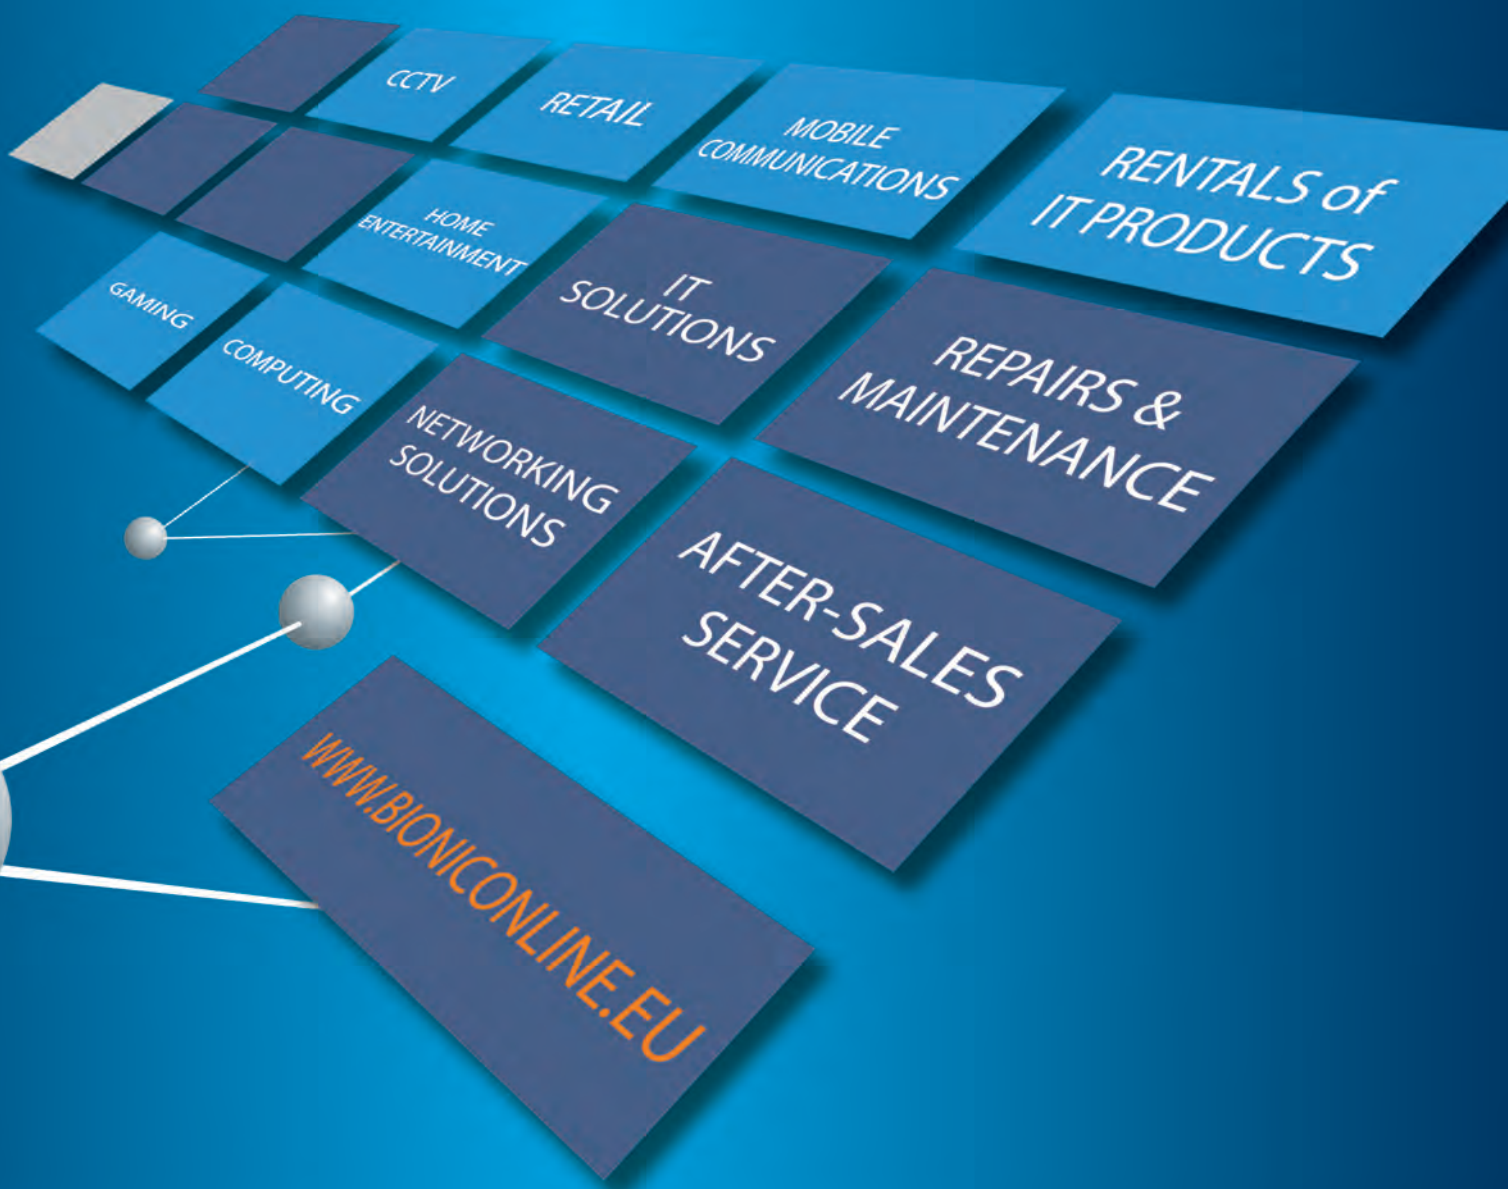 CCTV
RETAIL
MOBILE
COMMUNICATIONS
RENTALS of
IT PRODUCTS
HOME
ENTERTAINMENT
IT
SOLUTIONS
REPAIRS &
MAINTENANCE
GAMING
COMPUTING
NETWORKING
SOLUTIONS
AFTER-SALES
SERVICE
WWW.BIONICONLINE.EU